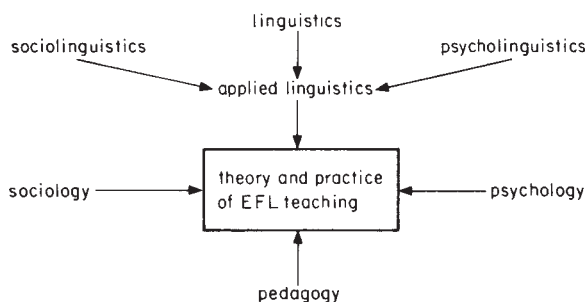 linguistics
sociolinguistics
psycholinguistics
applied linguistics
theory and practice
of EFL teaching
sociology
psychology
pedagogy